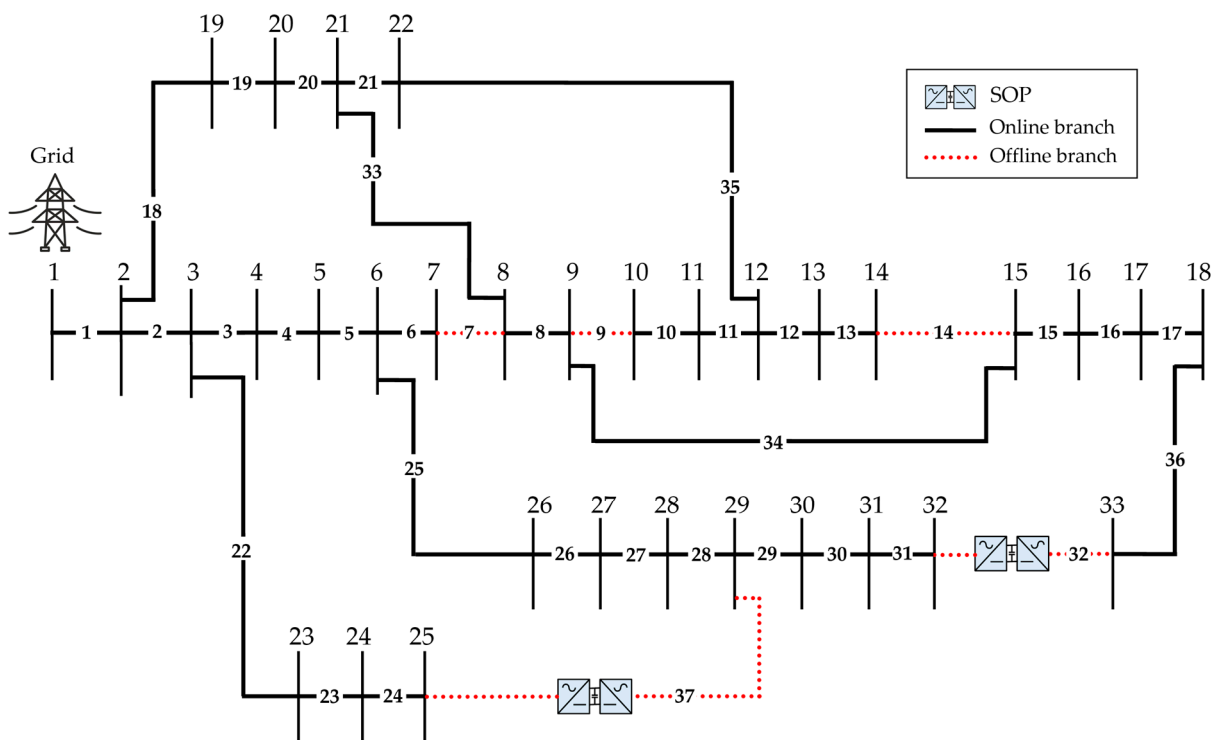 19 20 21 22
19 20 21
SOP
Online branch
Offline branch
Grid
33
35
18
1 2 3 4 5 6 7 8 9 10 11 12 13 14 15 16 17 18
1 2 3 4 5 6 7 8 9 10 11 12 13 14 15 16 17
34
25
36
26 27 28 29 30 31 32 33
22
26 27 28 29 30 31 32
23 24 25
23 24 37